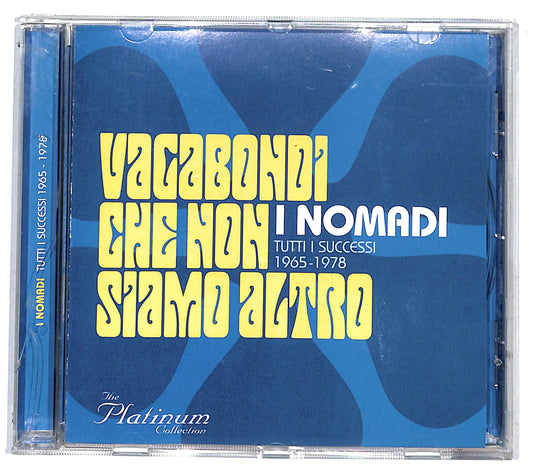 I NOMADI TUTTI I SUCCESSI 1965 - 1978
VAGABONDI
CHE NON
SIAMO ALTRO
I NOMADI
TUTTI I SUCCESSI
1965-1978
The
Platinum
Collection